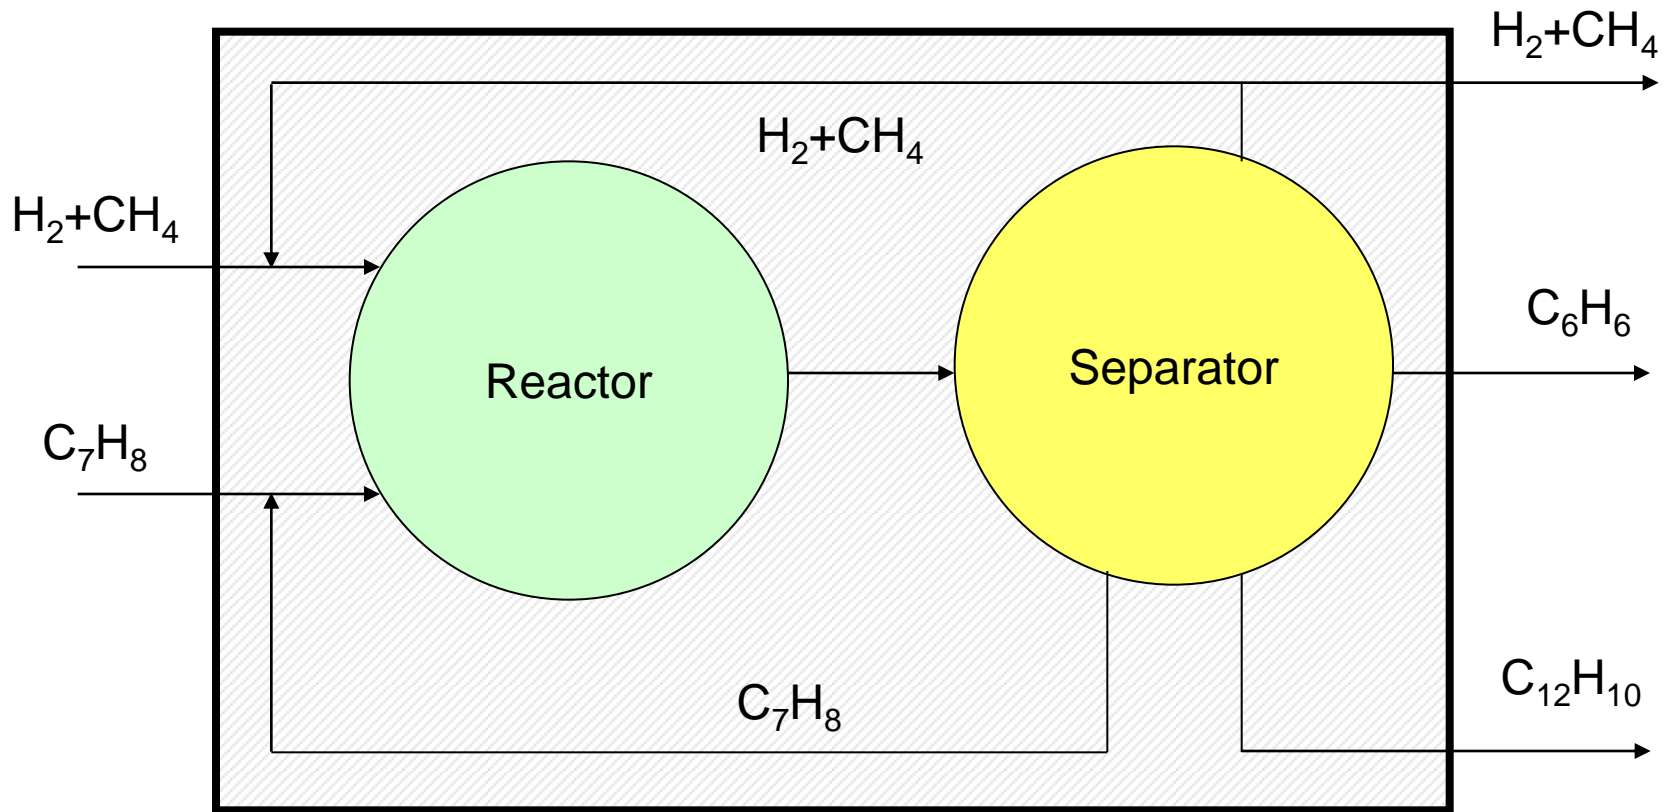 H₂+CH₄
H₂+CH₄
H₂+CH₄
C₆H₆
Reactor
Separator
C₇H₈
C₇H₈
C₁₂H₁₀